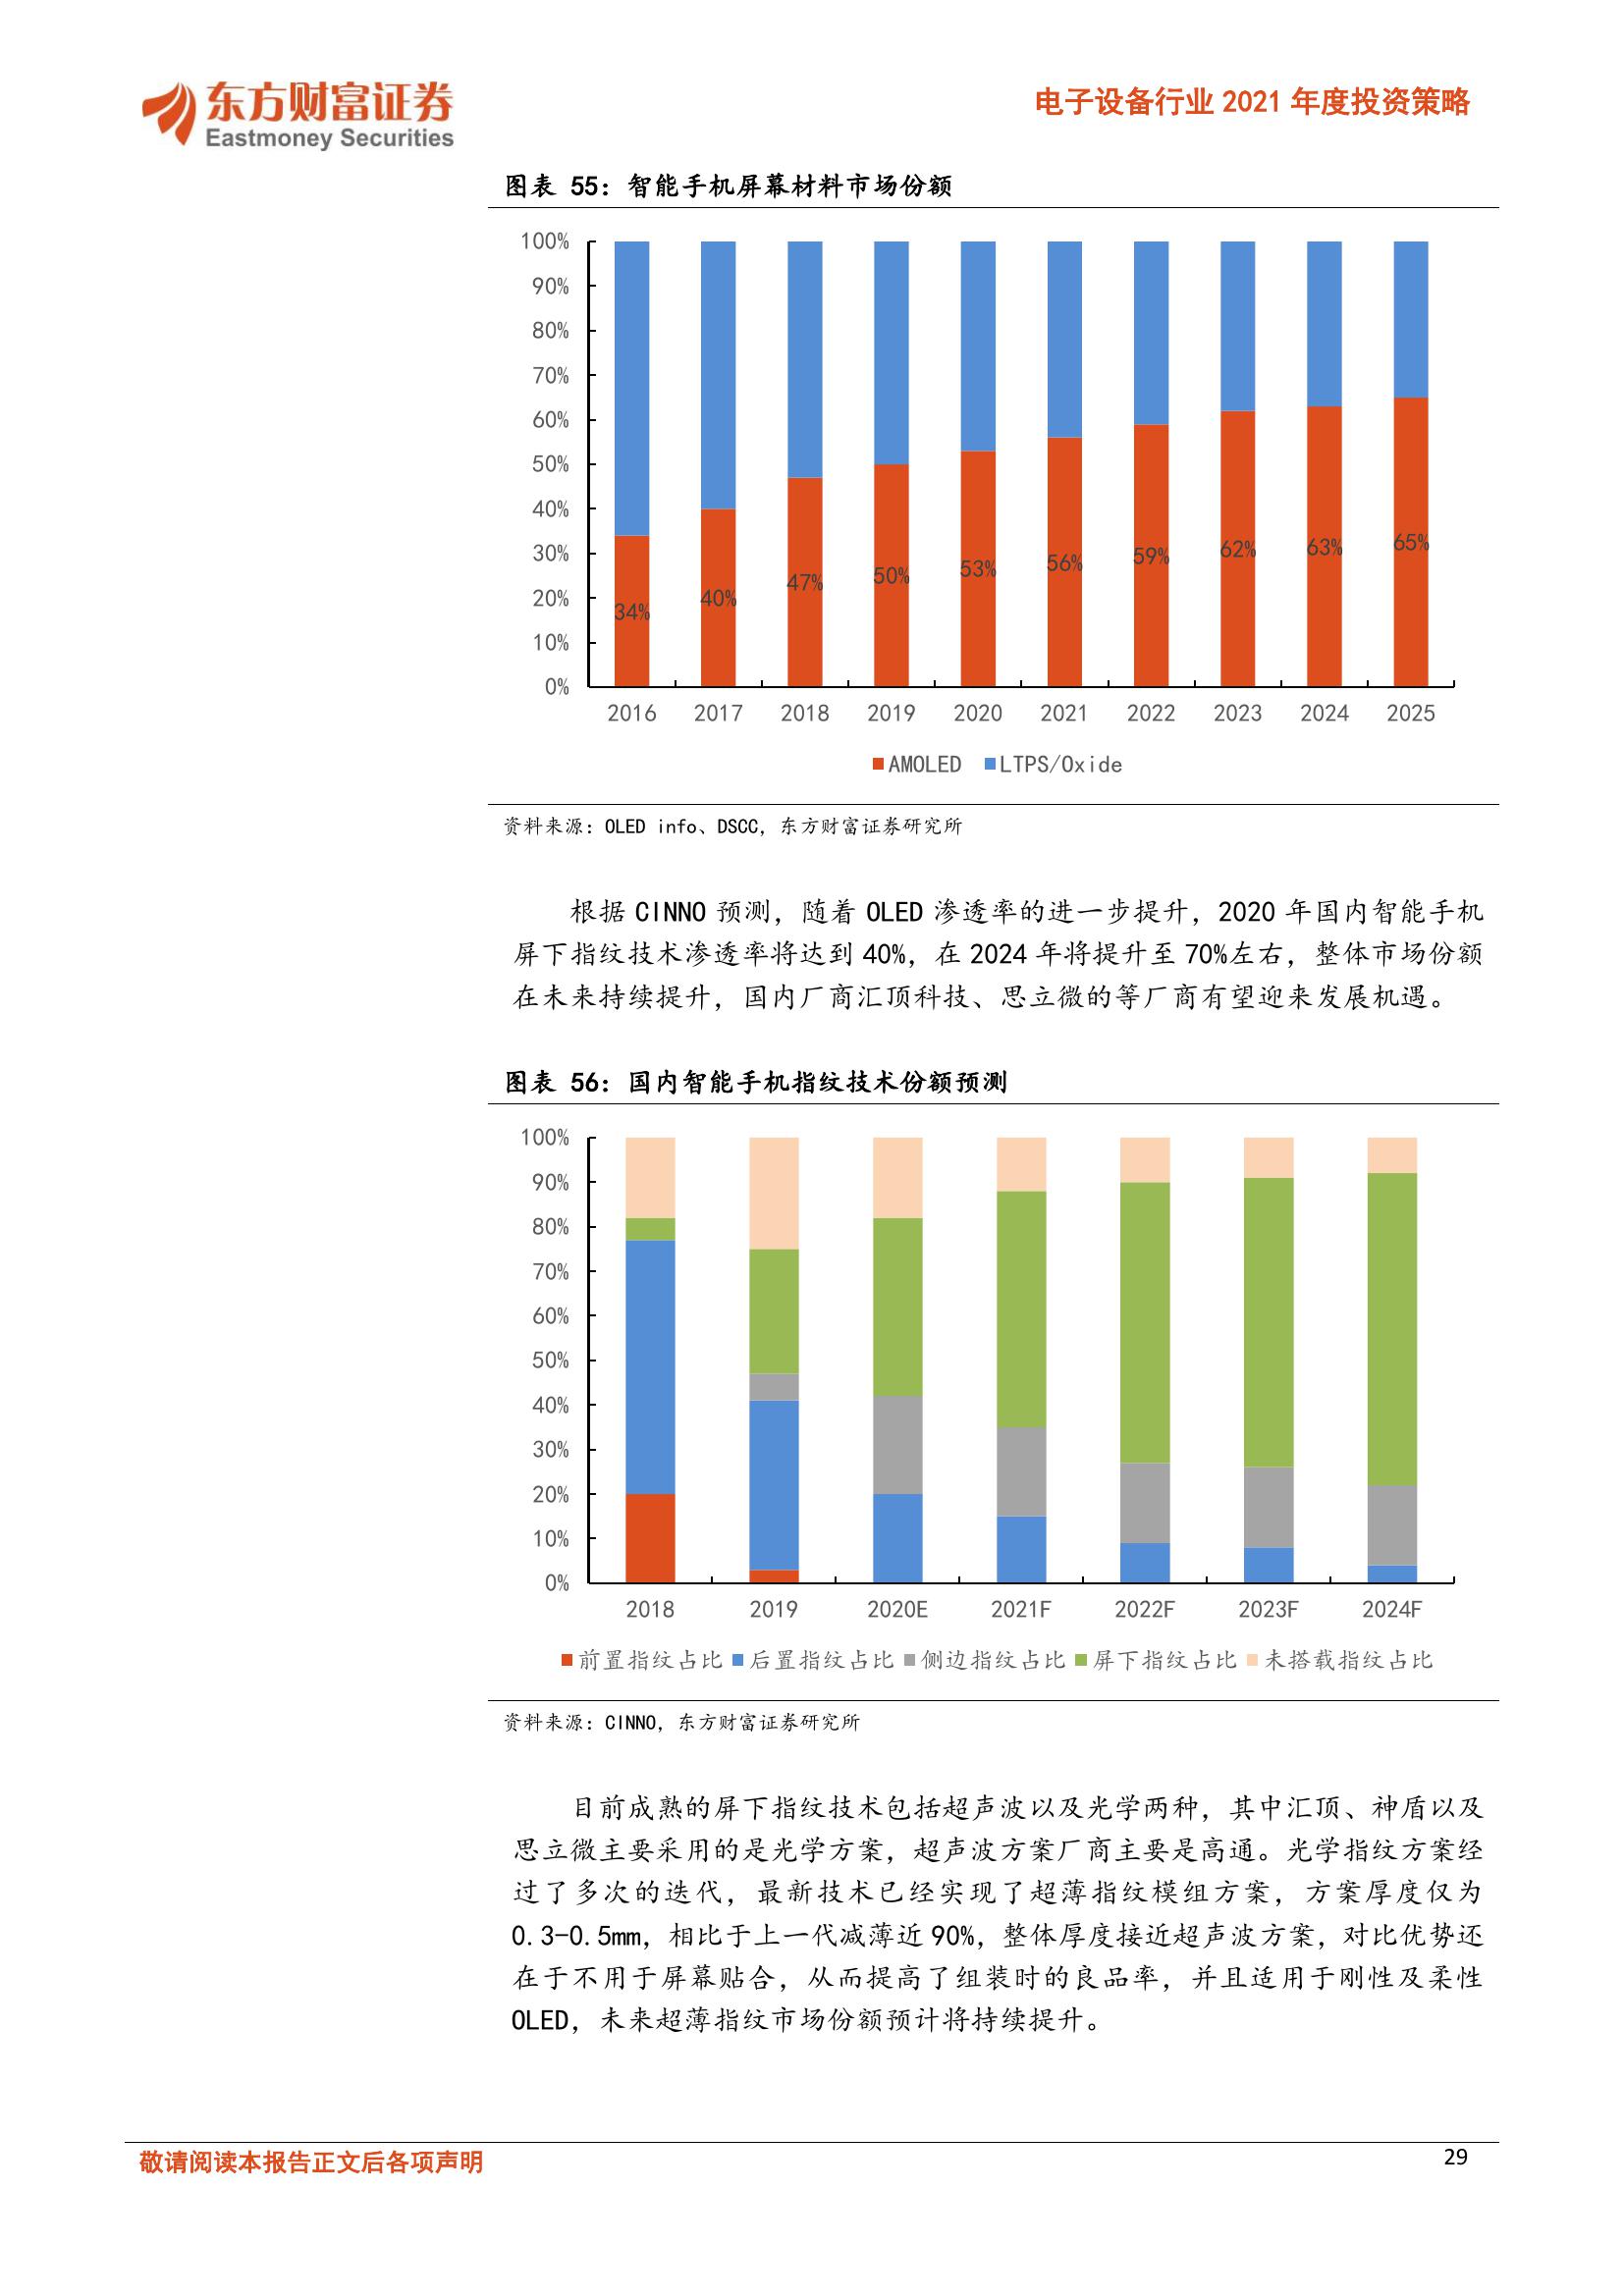 东方财富证券
Eastmoney Securities
电子设备行业 2021 年度投资策略
图表 55：智能手机屏幕材料市场份额
100%
90%
80%
70%
60%
50%
40%
30%
20%
10%
0%
34%
40%
47%
50%
53%
56%
59%
62%
63%
65%
2016 2017 2018 2019 2020 2021 2022 2023 2024 2025
AMOLED LTPS/Oxide
资料来源：OLED info、DSCC，东方财富证券研究所
根据 CINNO 预测，随着 OLED 渗透率的进一步提升，2020 年国内智能手机
屏下指纹技术渗透率将达到 40%，在 2024 年将提升至 70%左右，整体市场份额
在未来持续提升，国内厂商汇顶科技、思立微的等厂商有望迎来发展机遇。
图表 56：国内智能手机指纹技术份额预测
100%
90%
80%
70%
60%
50%
40%
30%
20%
10%
0%
2018 2019 2020E 2021F 2022F 2023F 2024F
前置指纹占比 后置指纹占比 侧边指纹占比 屏下指纹占比 未搭载指纹占比
资料来源：CINNO，东方财富证券研究所
目前成熟的屏下指纹技术包括超声波以及光学两种，其中汇顶、神盾以及
思立微主要采用的是光学方案，超声波方案厂商主要是高通。光学指纹方案经
过了多次的迭代，最新技术已经实现了超薄指纹模组方案，方案厚度仅为
0.3-0.5mm，相比于上一代减薄近 90%，整体厚度接近超声波方案，对比优势还
在于不用于屏幕贴合，从而提高了组装时的良品率，并且适用于刚性及柔性
OLED，未来超薄指纹市场份额预计将持续提升。
敬请阅读本报告正文后各项声明
29